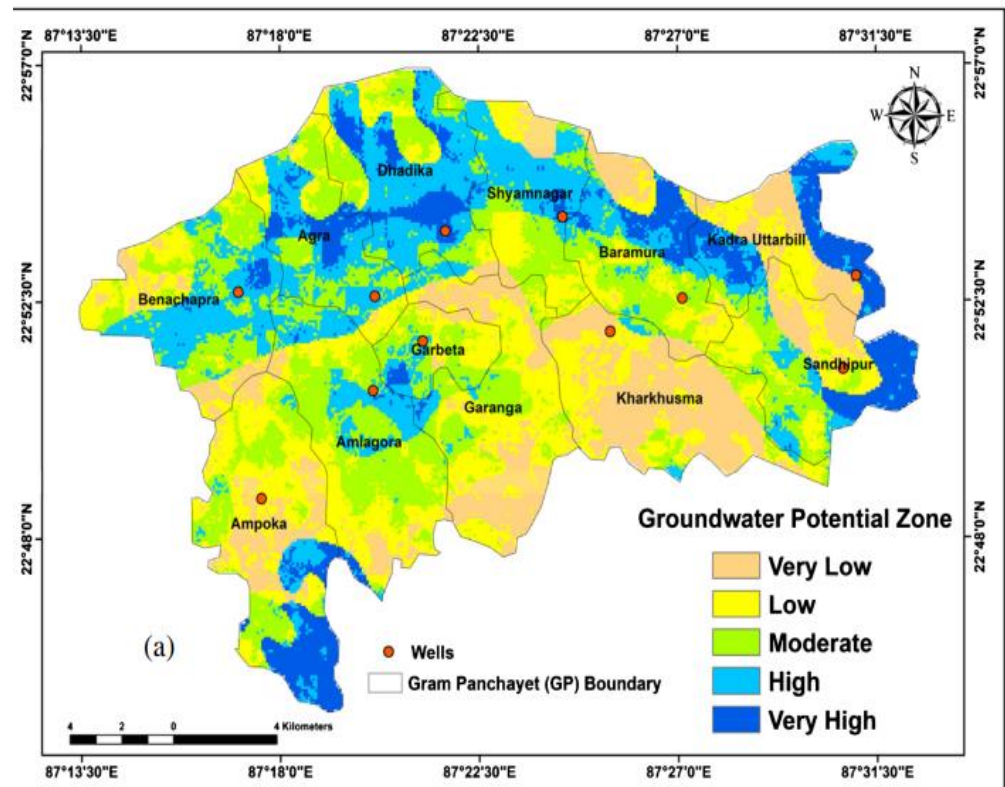 87°13'30"E 87°18'0"E 87°22'30"E 87°27'0"E 87°31'30"E
22°57'0"N
22°57'0"N
N
W E
S
Dhadika
Shyamnagar
Agra
Baramura
Kadra Uttarbill
22°52'30"N
22°52'30"N
Benachapra
Garbeta
Sandhipur
Kharkhusma
Garanga
Amlagora
Ampoka
22°48'0"N
22°48'0"N
Groundwater Potential Zone
Very Low
Low
Moderate
High
Very High
(a)
Wells
Gram Panchayet (GP) Boundary
4 2 0 4 Kilometers
87°13'30"E 87°18'0"E 87°22'30"E 87°27'0"E 87°31'30"E